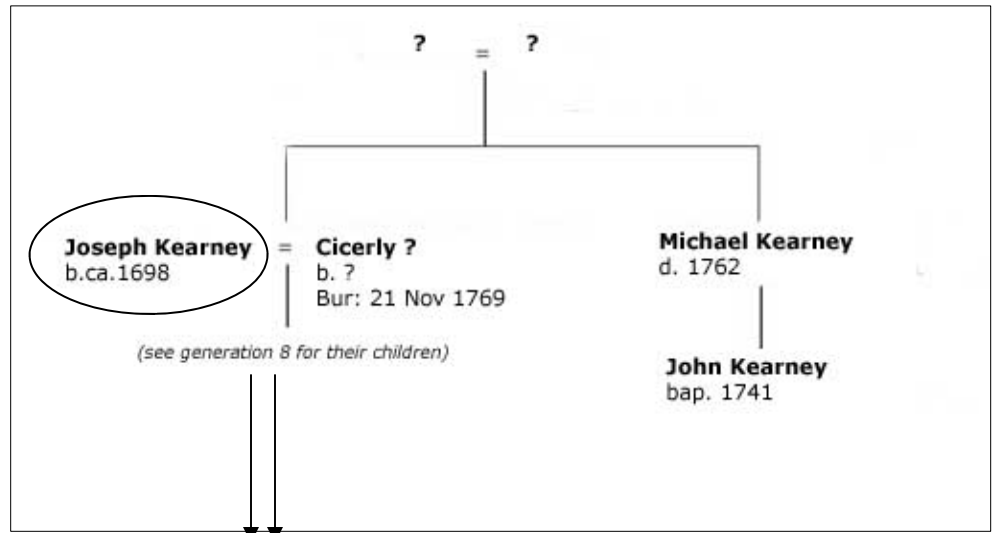 ? = ?
Joseph Kearney = Cicerly ?
b.ca.1698
b. ?
Bur: 21 Nov 1769
Michael Kearney
d. 1762
(see generation 8 for their children)
John Kearney
bap. 1741